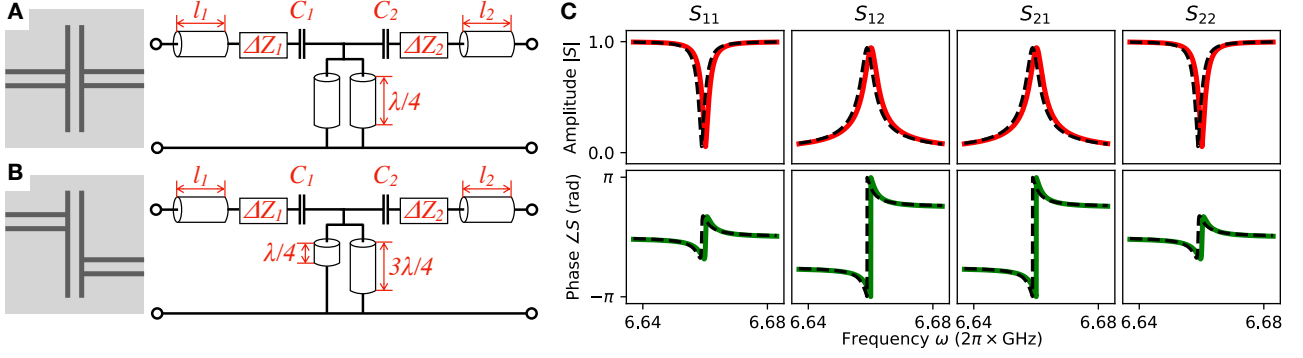 A
l₁
C₁
C₂
l₂
ΔZ₁
ΔZ₂
λ/4
B
l₁
C₁
C₂
l₂
ΔZ₁
ΔZ₂
λ/4
3λ/4
C
S₁₁
S₁₂
S₂₁
S₂₂
Amplitude |S|
1.0
0.0
Phase ∠S (rad)
π
−π
6.64 6.68
6.64 6.68
6.64 6.68
6.64 6.68
Frequency ω (2π × GHz)